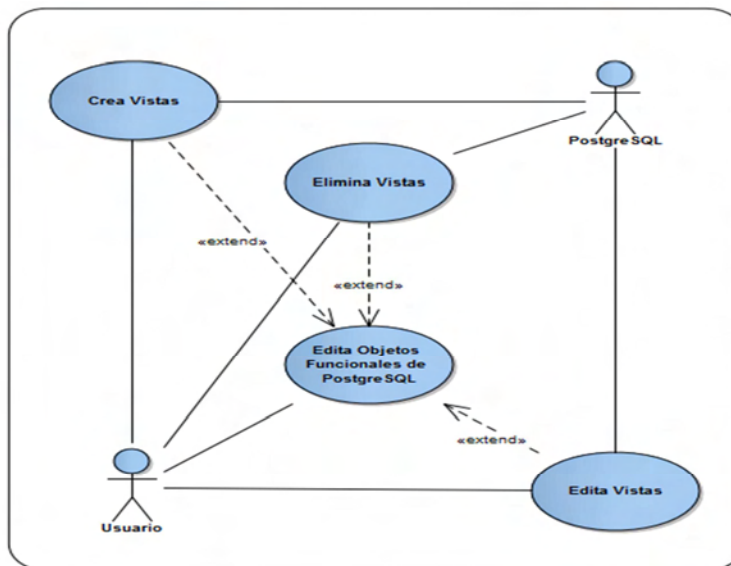 Crea Vistas
PostgreSQL
Elimina Vistas
«extend»
«extend»
Edita Objetos
Funcionales de
PostgreSQL
«extend»
Edita Vistas
Usuario